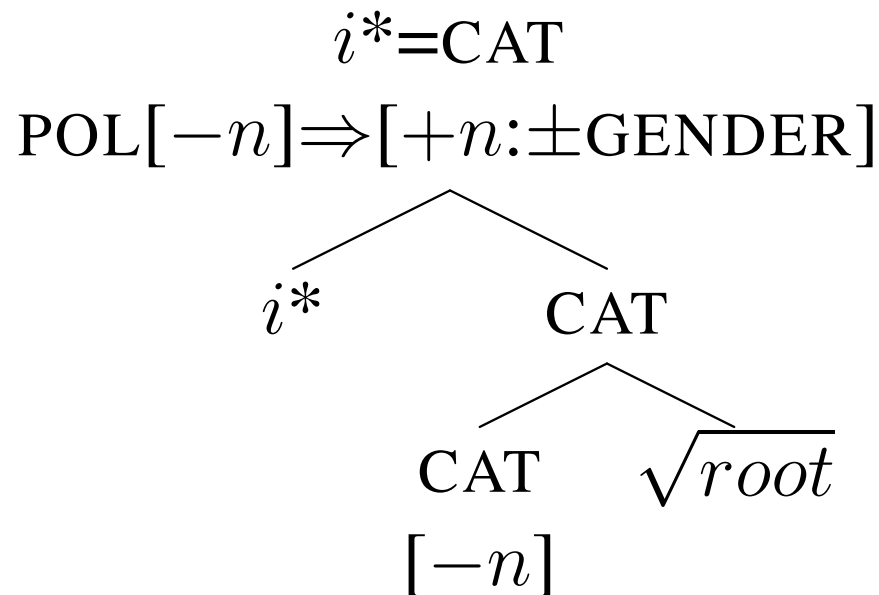 i*=CAT
POL[−n]⇒[+n:±GENDER]
i* CAT
CAT √root
[−n]